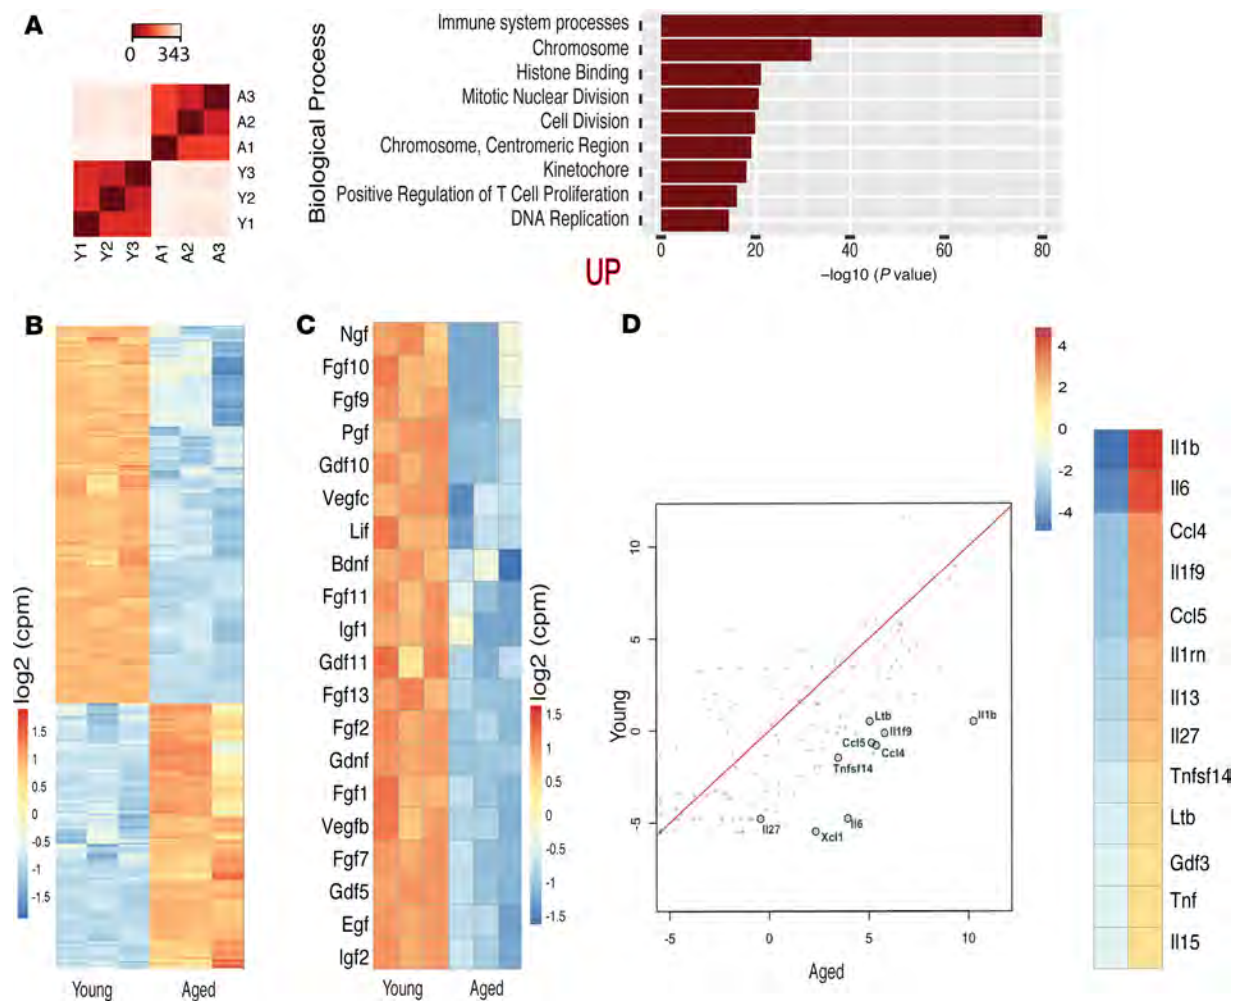 A
0 343
A3
A2
A1
Y3
Y2
Y1
Y1 Y2 Y3 A1 A2 A3
Biological Process
Immune system processes
Chromosome
Histone Binding
Mitotic Nuclear Division
Cell Division
Chromosome, Centromeric Region
Kinetochore
Positive Regulation of T Cell Proliferation
DNA Replication
0 20 40 60 80
−log10 (P value)
UP
B
log2 (cpm)
1.5
1
0
-0.5
-1
-1.5
Young Aged
C
Ngf
Fgf10
Fgf9
Pgf
Gdf10
Vegfc
Lif
Bdnf
Fgf11
Igf1
Gdf11
Fgf13
Fgf2
Gdnf
Fgf1
Vegfb
Fgf7
Gdf5
Egf
Igf2
Young Aged
log2 (cpm)
1.5
1
0.5
0
-0.5
-1
-1.5
D
4
2
0
-2
-4
Young
10
5
0
-5
Ltb
Il1b
Il1f9
Ccl5
Ccl4
Tnfsf14
Il27
Il6
Xcl1
-5 0 5 10
Aged
Il1b
Il6
Ccl4
Il1f9
Ccl5
Il1rn
Il13
Il27
Tnfsf14
Ltb
Gdf3
Tnf
Il15